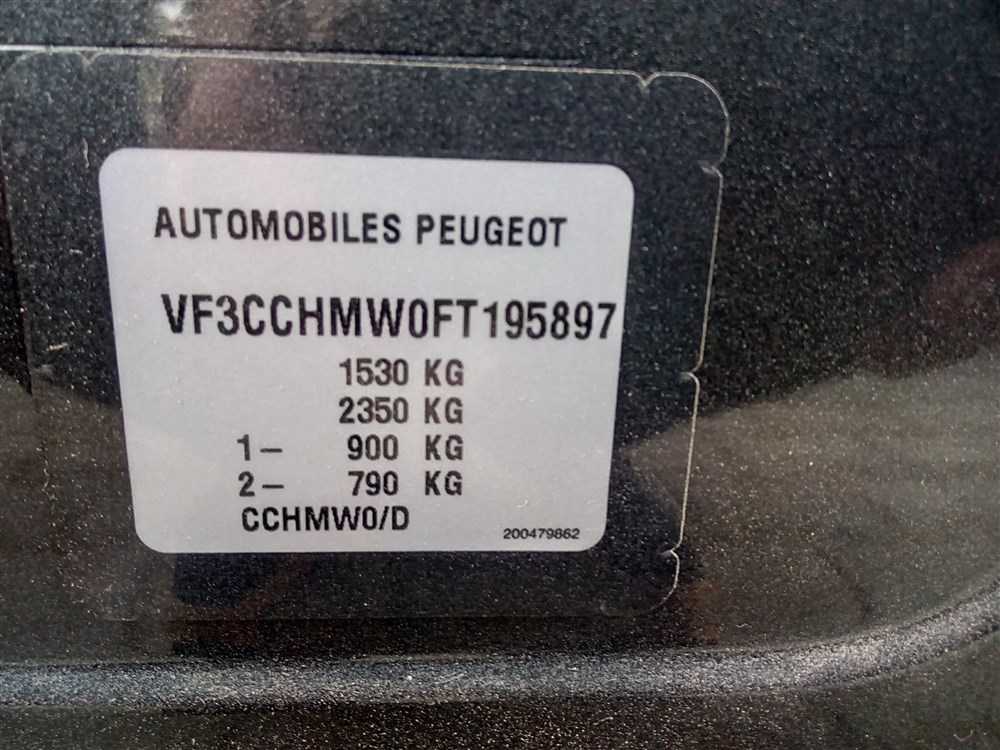 AUTOMOBILES PEUGEOT
VF3CCHMW0FT195897
1530 KG
2350 KG
1– 900 KG
2– 790 KG
CCHMW0/D
200479862